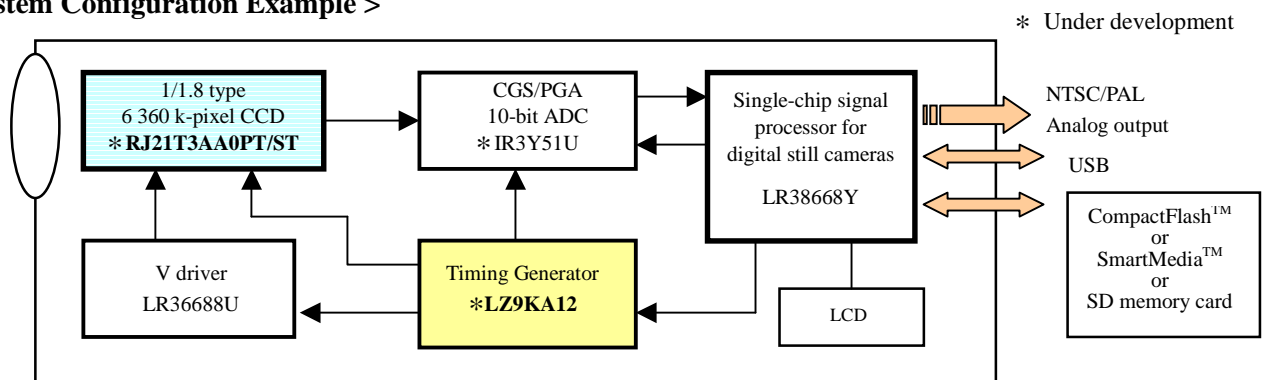 stem Configuration Example >
* Under development
1/1.8 type
6 360 k-pixel CCD
*RJ21T3AA0PT/ST
CGS/PGA
10-bit ADC
*IR3Y51U
Single-chip signal
processor for
digital still cameras
LR38668Y
NTSC/PAL
Analog output
USB
CompactFlash™
or
SmartMedia™
or
SD memory card
V driver
LR36688U
Timing Generator
*LZ9KA12
LCD